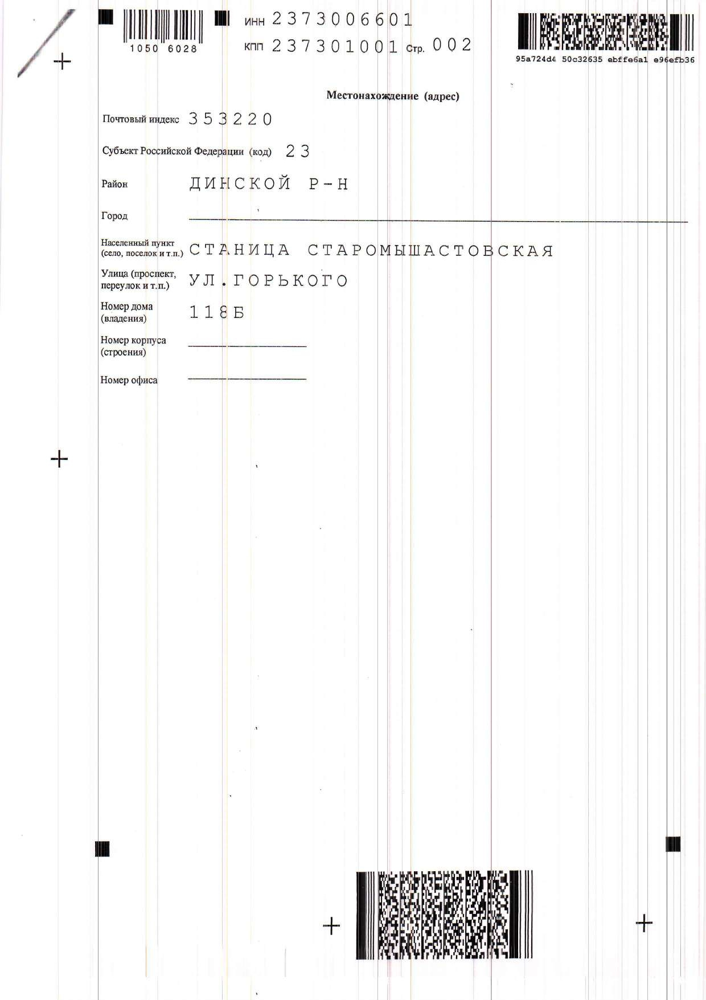 ИНН 2373006601
1050 6028
КПП 237301001 Стр. 002
95a724d4 50c32635 ebffe6a1 e96efb36
Местонахождение (адрес)
Почтовый индекс 353220
Субъект Российской Федерации (код) 23
Район ДИНСКОЙ Р-Н
Город
Населенный пункт
(село, поселок и т.п.) СТАНИЦА СТАРОМЫШАСТОВСКАЯ
Улица (проспект,
переулок и т.п.) УЛ.ГОРЬКОГО
Номер дома
(владения) 118Б
Номер корпуса
(строения)
Номер офиса